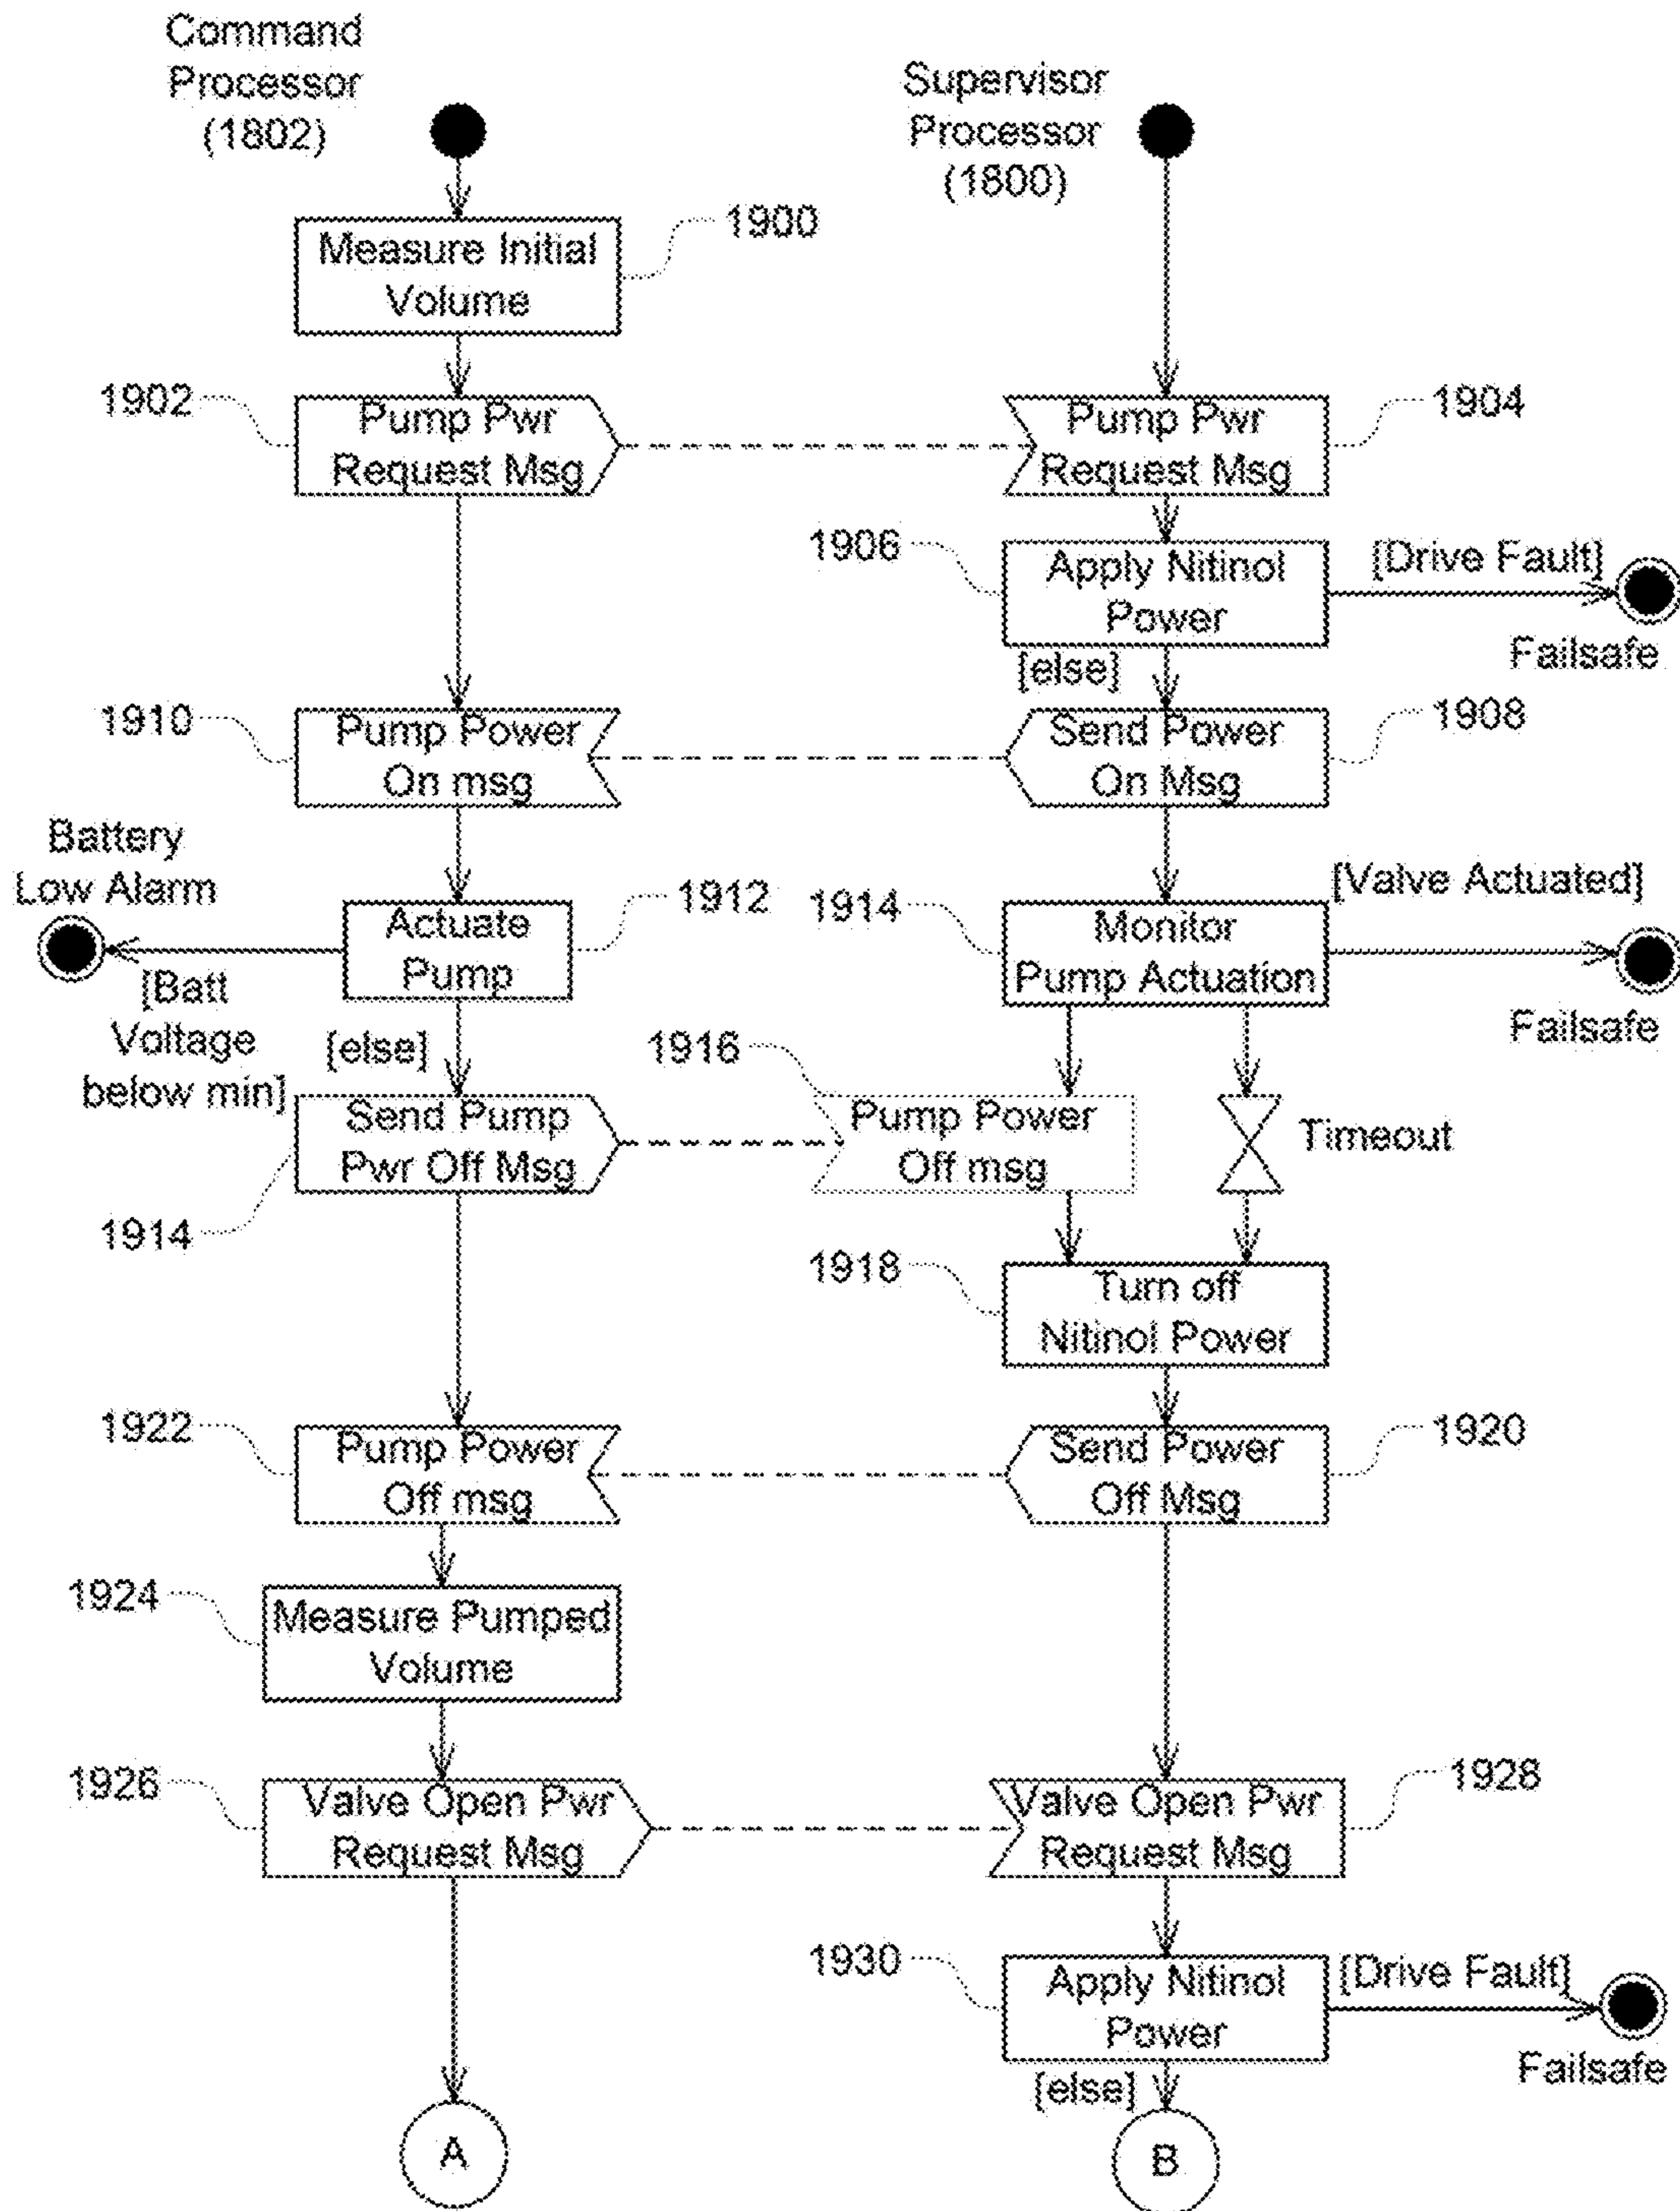 Command
Processor
(1802)
Supervisor
Processor
(1800)
Measure Initial
Volume
1900
1902
Pump Pwr
Request Msg
Pump Pwr
Request Msg
1904
1906
Apply Nitinol
Power
[Drive Fault]
Failsafe
[else]
1910
Pump Power
On msg
Send Power
On Msg
1908
Battery
Low Alarm
Actuate
Pump
1912
1914
Monitor
Pump Actuation
[Valve Actuated]
Failsafe
[Batt
Voltage
below min]
[else]
1916
Send Pump
Pwr Off Msg
Pump Power
Off msg
Timeout
1914
1918
Turn off
Nitinol Power
1922
Pump Power
Off msg
Send Power
Off Msg
1920
1924
Measure Pumped
Volume
1926
Valve Open Pwr
Request Msg
Valve Open Pwr
Request Msg
1928
1930
Apply Nitinol
Power
[Drive Fault]
Failsafe
[else]
A
B